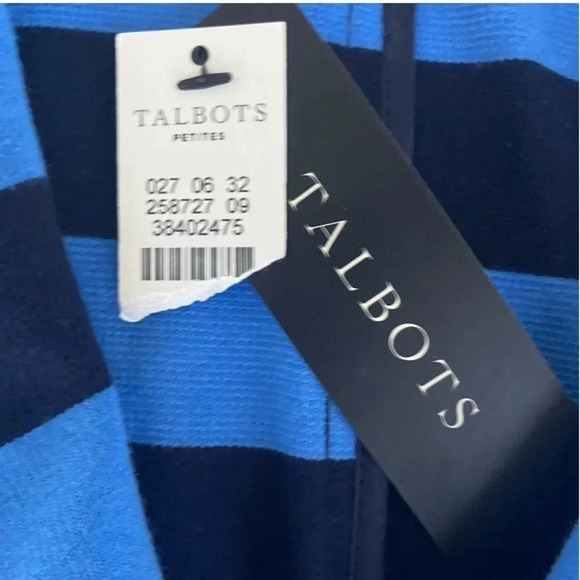 TALBOTS
PETITES
027 06 32
258727 09
38402475
TALBOTS